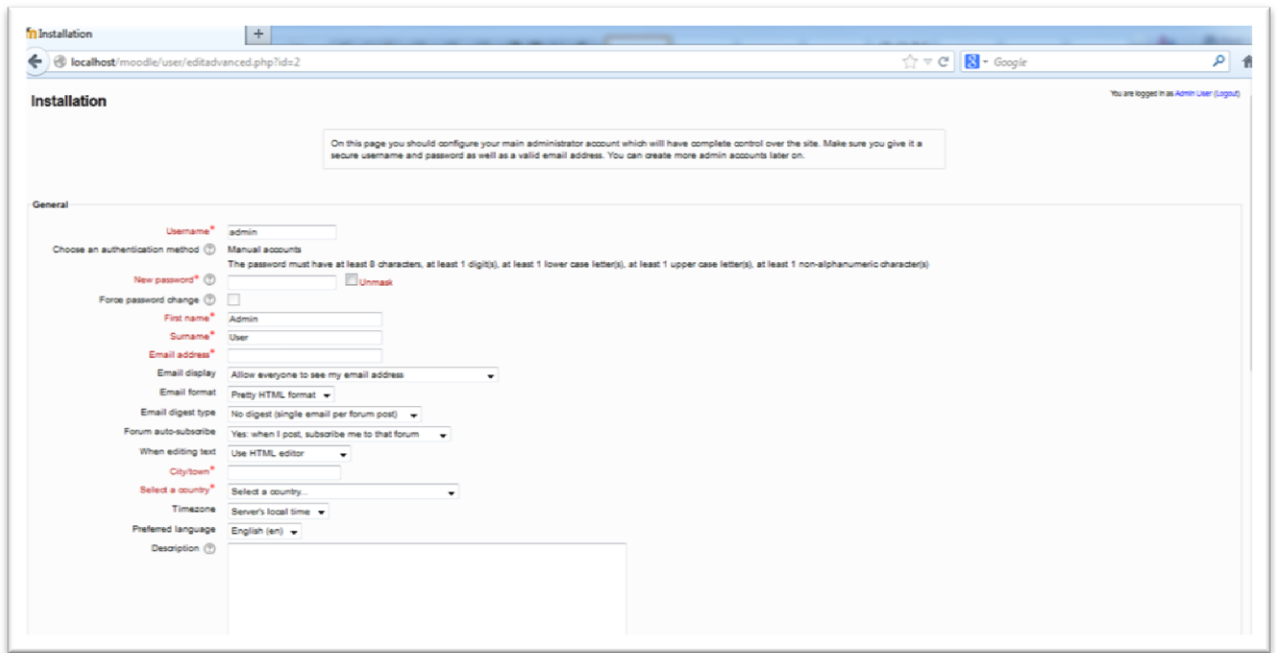 Installation
+
localhost/moodle/user/editadvanced.php?id=2
Google
You are logged in as Admin User (Logout)
Installation
On this page you should configure your main administrator account which will have complete control over the site. Make sure you give it a
secure username and password as well as a valid email address. You can create more admin accounts later on.
General
Username* admin
Choose an authentication method Manual accounts
The password must have at least 8 characters, at least 1 digit(s), at least 1 lower case letter(s), at least 1 upper case letter(s), at least 1 non-alphanumeric character(s)
New password* Unmask
Force password change
First name* Admin
Surname* User
Email address*
Email display Allow everyone to see my email address
Email format Pretty HTML format
Email digest type No digest (single email per forum post)
Forum auto-subscribe Yes: when I post, subscribe me to that forum
When editing text Use HTML editor
City/town*
Select a country* Select a country...
Timezone Server's local time
Preferred language English (en)
Description